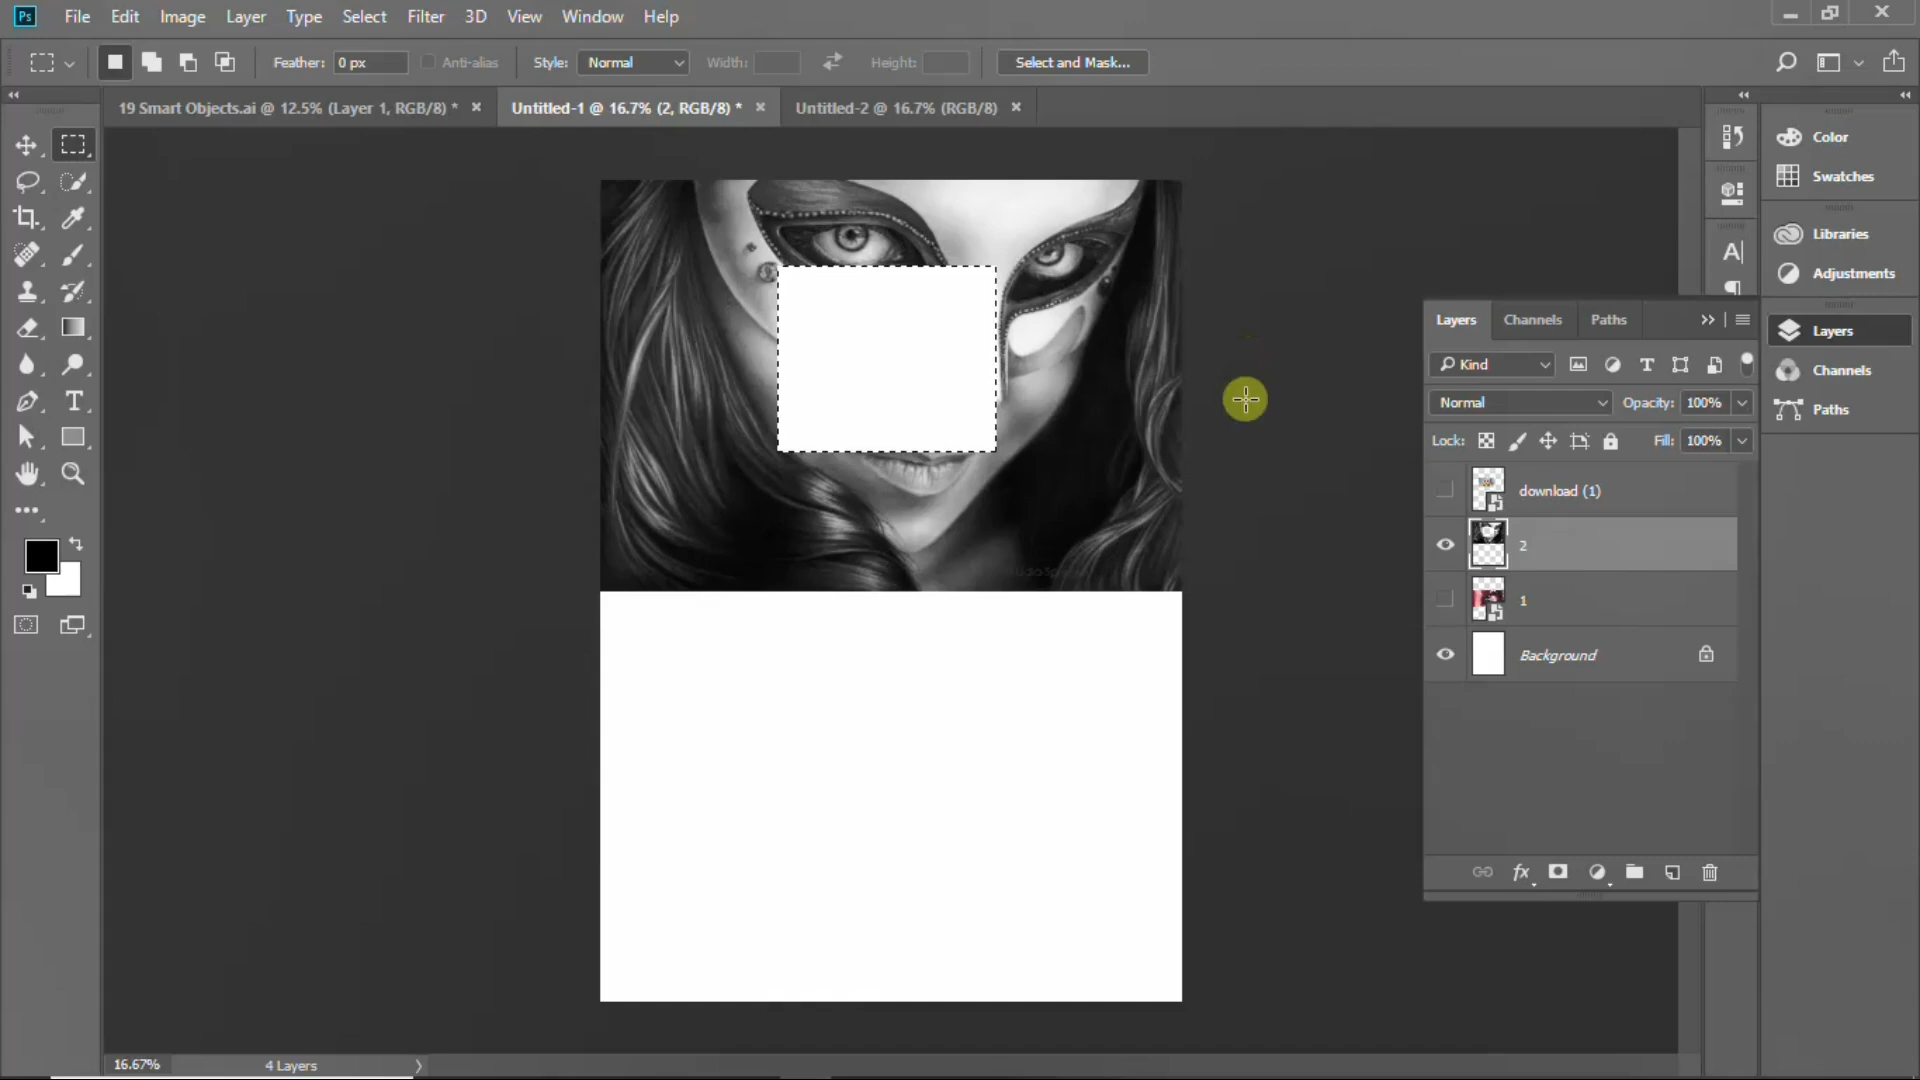 Ps File Edit Image Layer Type Select Filter 3D View Window Help
Feather: 0 px Anti-alias Style: Normal Width: Height: Select and Mask...
19 Smart Objects.ai @ 12.5% (Layer 1, RGB/8) * × Untitled-1 @ 16.7% (2, RGB/8) * × Untitled-2 @ 16.7% (RGB/8) ×
Color
Swatches
Libraries
Adjustments
Layers
Channels
Paths
Layers Channels Paths
Kind
Normal Opacity: 100%
Lock: Fill: 100%
download (1)
2
1
Background
16.67% 4 Layers